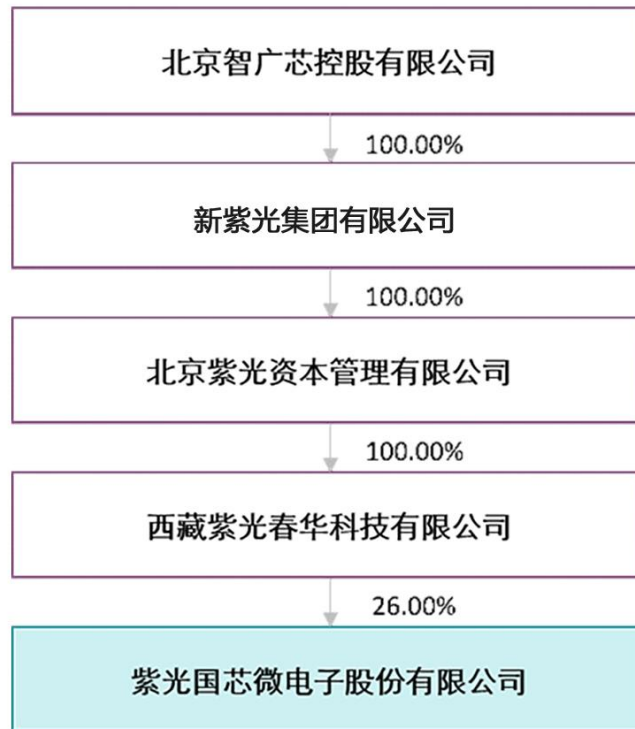 北京智广芯控股有限公司
100.00%
新紫光集团有限公司
100.00%
北京紫光资本管理有限公司
100.00%
西藏紫光春华科技有限公司
26.00%
紫光国芯微电子股份有限公司